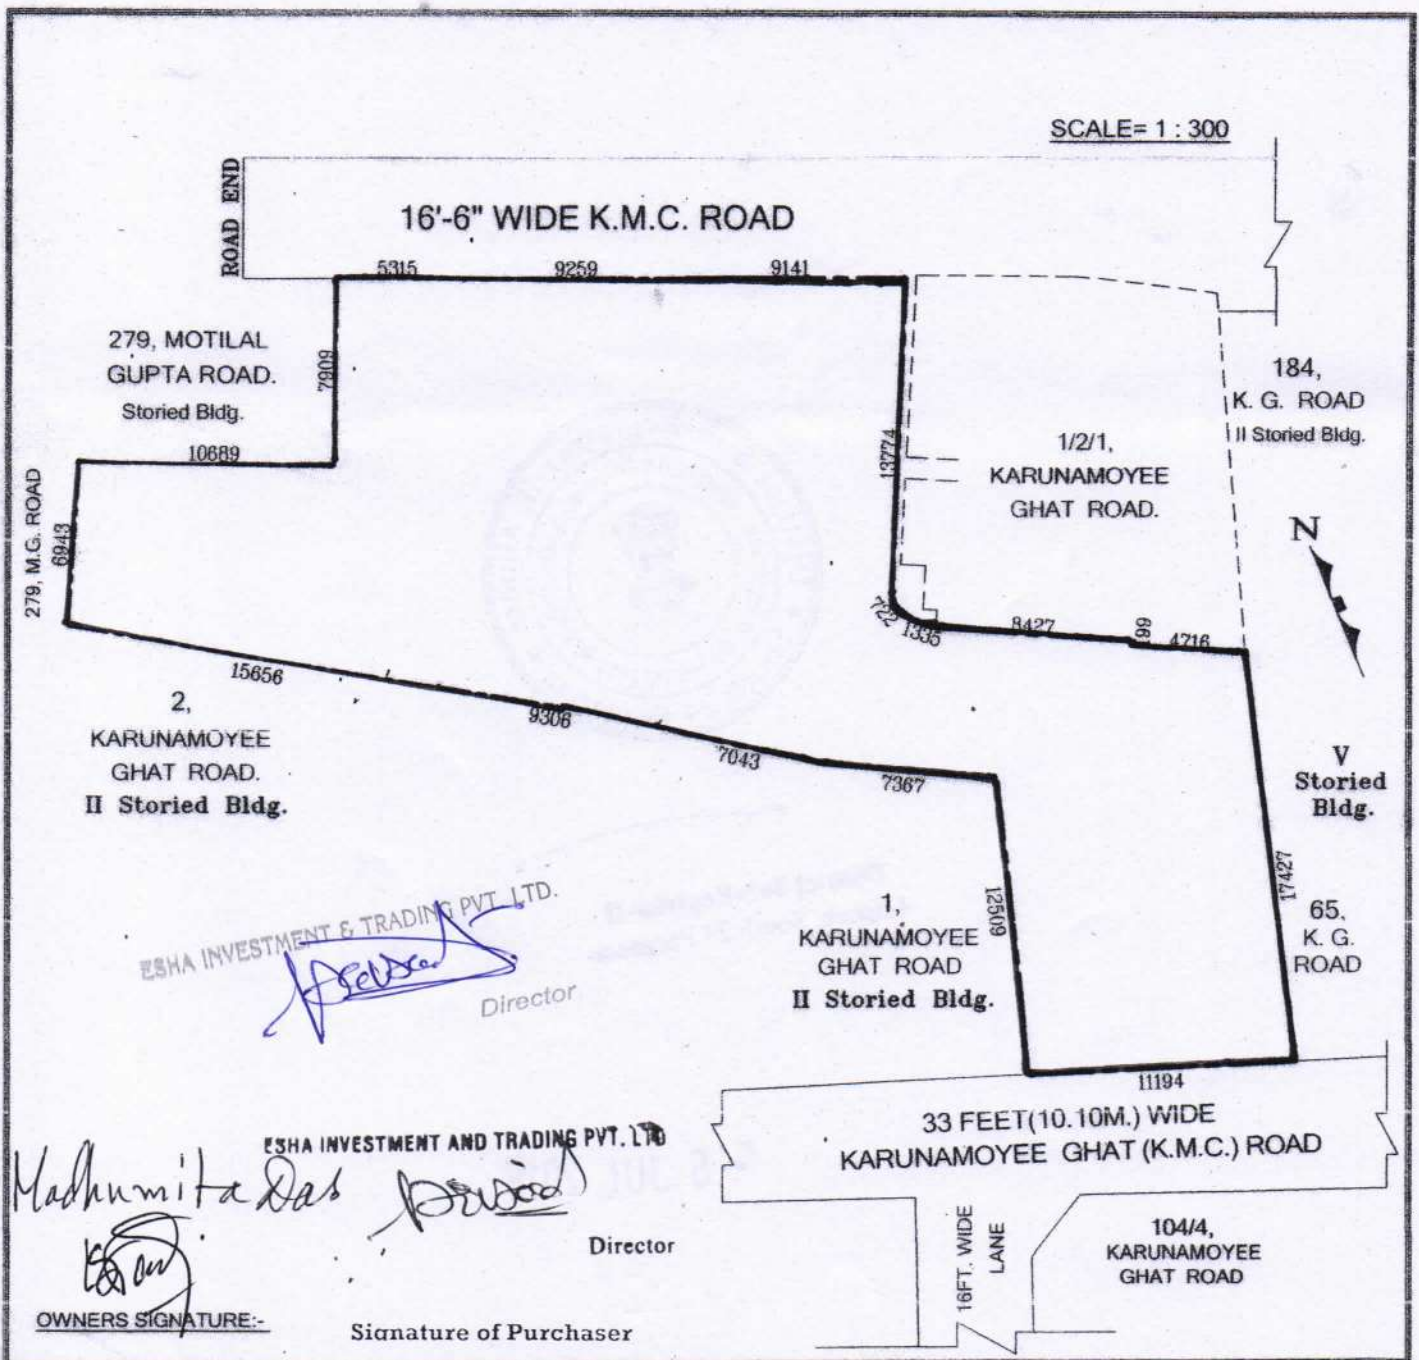 SCALE= 1 : 300
ROAD END
16'-6" WIDE K.M.C. ROAD
5315
9259
9141
279, MOTILAL
GUPTA ROAD.
Storied Bldg.
7909
10689
279, M.G. ROAD
6943
13774
1/2/1,
KARUNAMOYEE
GHAT ROAD.
184,
K. G. ROAD
II Storied Bldg.
N
722
1335
8427
99
4716
15656
9306
7043
7367
2,
KARUNAMOYEE
GHAT ROAD.
II Storied Bldg.
V
Storied
Bldg.
17427
65,
K. G.
ROAD
12509
1,
KARUNAMOYEE
GHAT ROAD
II Storied Bldg.
ESHA INVESTMENT & TRADING PVT. LTD.
Director
11194
33 FEET(10.10M.) WIDE
KARUNAMOYEE GHAT (K.M.C.) ROAD
ESHA INVESTMENT AND TRADING PVT. LTD
Madhumita Das
Director
16FT. WIDE
LANE
104/4,
KARUNAMOYEE
GHAT ROAD
OWNERS SIGNATURE:-
Signature of Purchaser